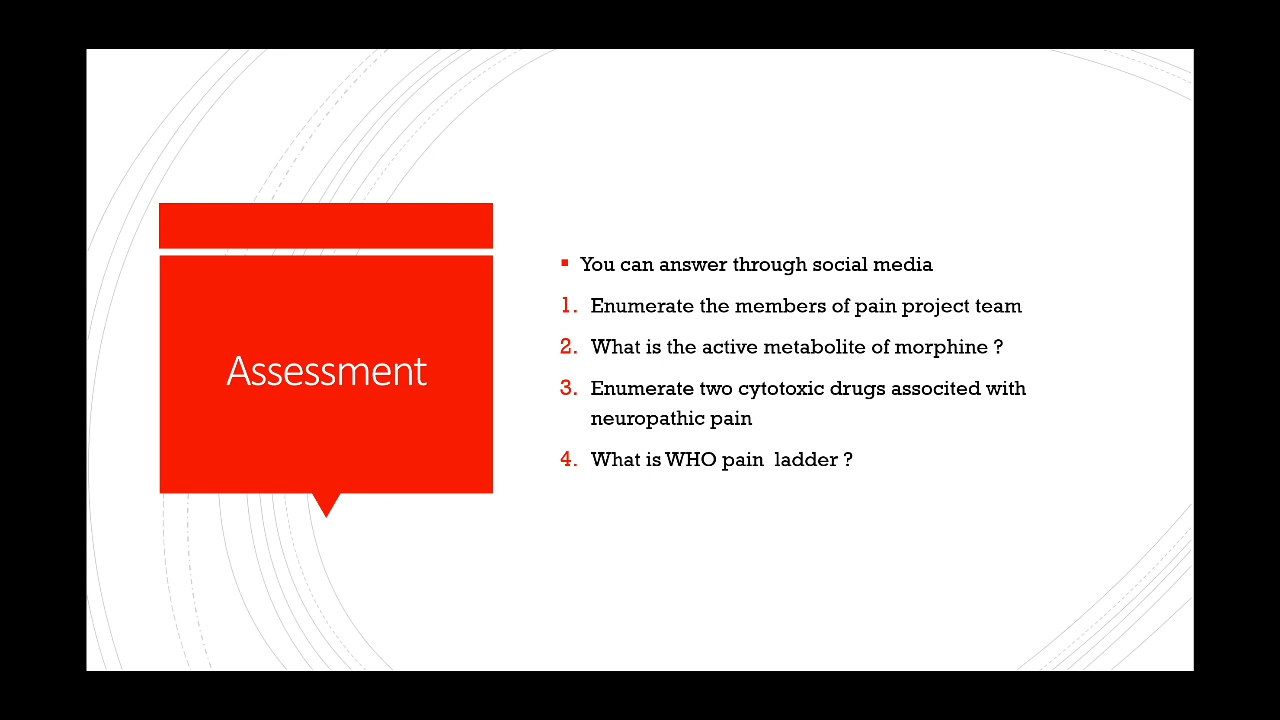 Assessment
▪ You can answer through social media
1. Enumerate the members of pain project team
2. What is the active metabolite of morphine ?
3. Enumerate two cytotoxic drugs associted with
neuropathic pain
4. What is WHO pain  ladder ?